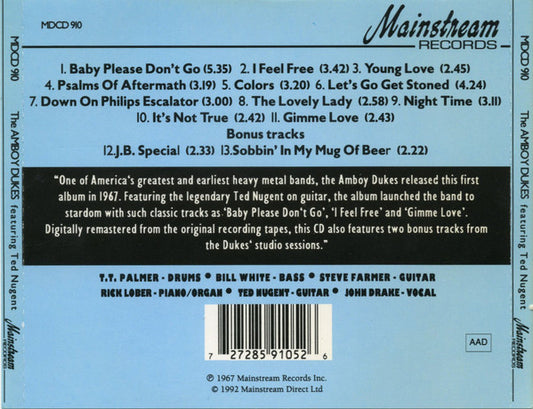 MDCD 910
Mainstream
RECORDS
1. Baby Please Don't Go (5.35) 2. I Feel Free (3.42) 3. Young Love (2.45)
4. Psalms Of Aftermath (3.19) 5. Colors (3.20) 6. Let's Go Get Stoned (4.24)
7. Down On Philips Escalator (3.00) 8. The Lovely Lady (2.58) 9. Night Time (3.11)
10. It's Not True (2.42) 11. Gimme Love (2.43)
Bonus tracks
12.J.B. Special (2.33) 13.Sobbin' In My Mug Of Beer (2.22)
"One of America's greatest and earliest heavy metal bands, the Amboy Dukes released this first
album in 1967. Featuring the legendary Ted Nugent on guitar, the album launched the band to
stardom with such classic tracks as 'Baby Please Don't Go', 'I Feel Free' and 'Gimme Love'.
Digitally remastered from the original recording tapes, this CD also features two bonus tracks from
the Dukes' studio sessions."
T.T. PALMER - DRUMS • BILL WHITE - BASS • STEVE FARMER - GUITAR
RICK LOBER - PIANO/ORGAN • TED NUGENT - GUITAR • JOHN DRAKE - VOCAL
7 27285 91052 6
AAD
℗ 1967 Mainstream Records Inc.
© 1992 Mainstream Direct Ltd
MDCD 910 The AMBOY DUKES featuring Ted Nugent Mainstream RECORDS
MDCD 910 The AMBOY DUKES featuring Ted Nugent Mainstream RECORDS